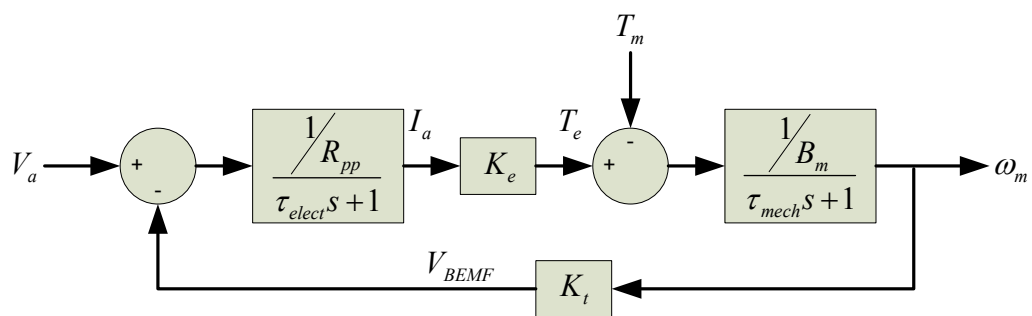 T_m
V_a
+
-
1/R_pp
τ_elect s + 1
I_a
K_e
T_e
+
-
1/B_m
τ_mech s + 1
ω_m
V_BEMF
K_t